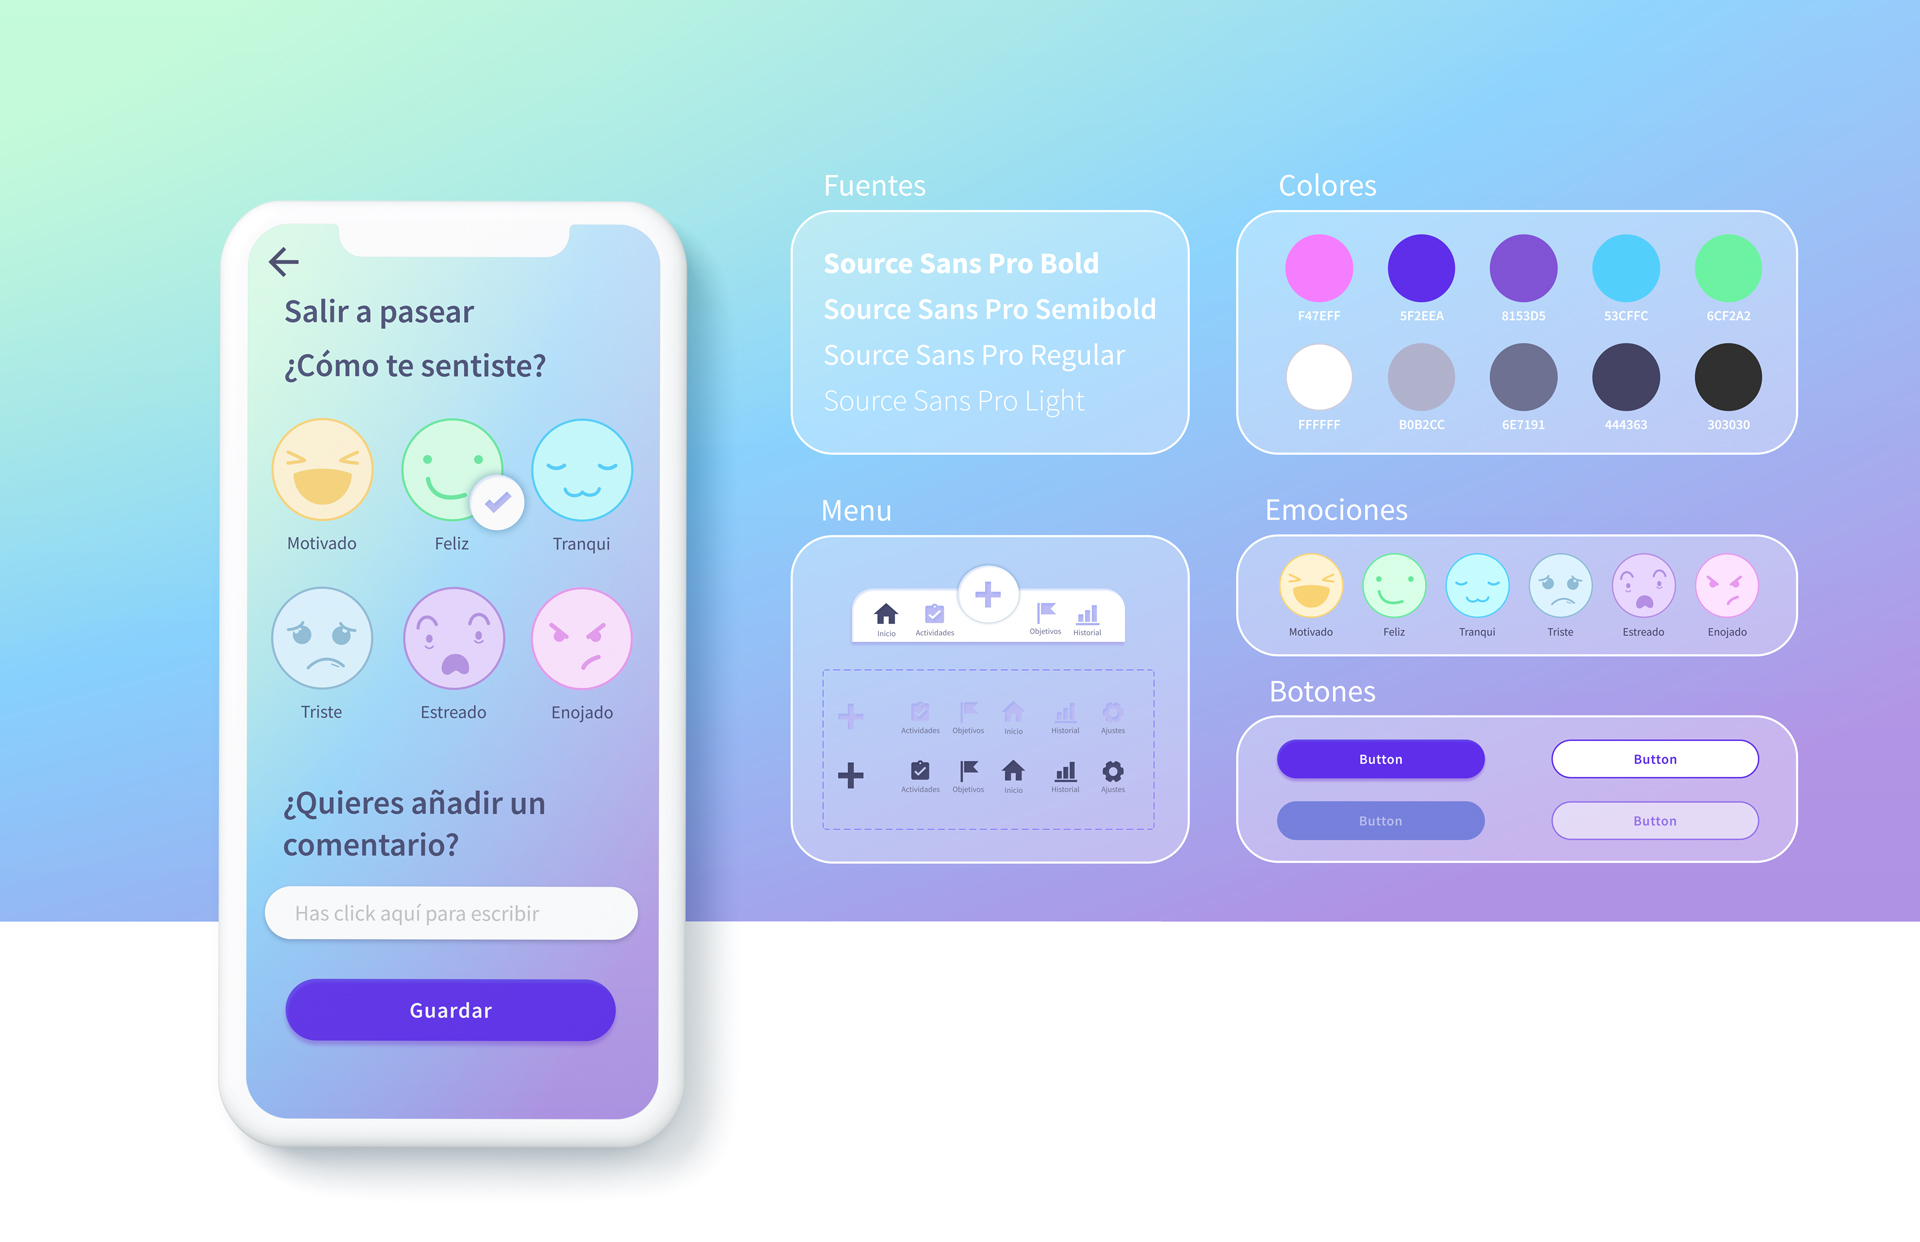 Salir a pasear
¿Cómo te sentiste?
Motivado
Feliz
Tranqui
Triste
Estreado
Enojado
¿Quieres añadir un
comentario?
Has click aquí para escribir
Guardar
Fuentes
Source Sans Pro Bold
Source Sans Pro Semibold
Source Sans Pro Regular
Source Sans Pro Light
Colores
F47EFF
5F2EEA
8153D5
53CFFC
6CF2A2
FFFFFF
B0B2CC
6E7191
444363
303030
Menu
Inicio
Actividades
Objetivos
Historial
Actividades
Objetivos
Inicio
Historial
Ajustes
Actividades
Objetivos
Inicio
Historial
Ajustes
Emociones
Motivado
Feliz
Tranqui
Triste
Estreado
Enojado
Botones
Button
Button
Button
Button